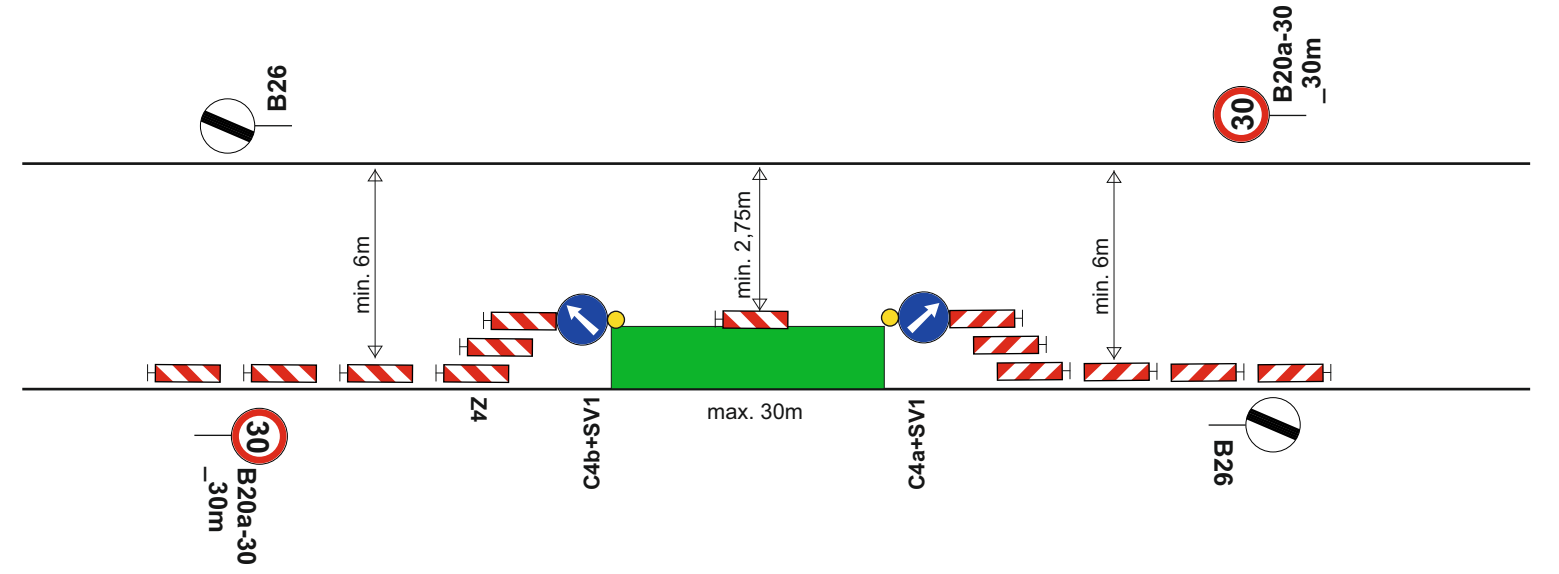 B26
30
B20a-30
_30m
min. 6m
min. 2,75m
min. 6m
Z4
C4b+SV1
max. 30m
C4a+SV1
30
B20a-30
_30m
B26